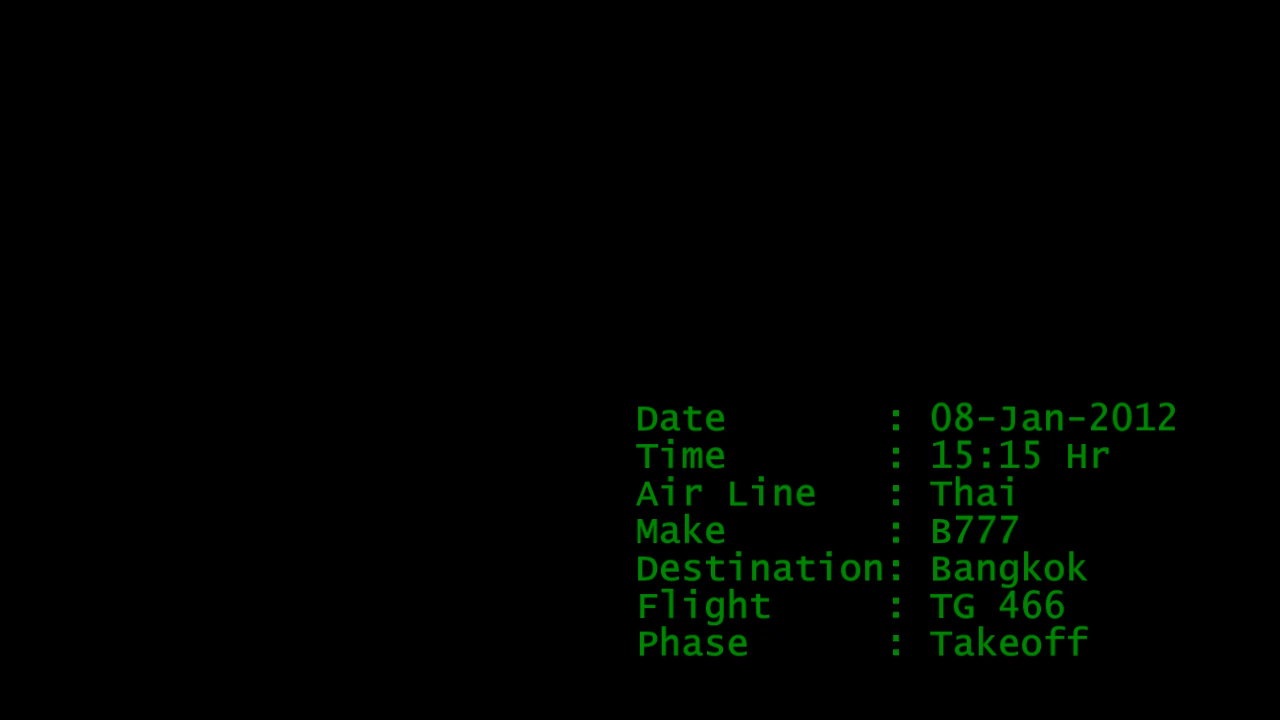 Date : 08-Jan-2012
Time : 15:15 Hr
Air Line : Thai
Make : B777
Destination: Bangkok
Flight : TG 466
Phase : Takeoff